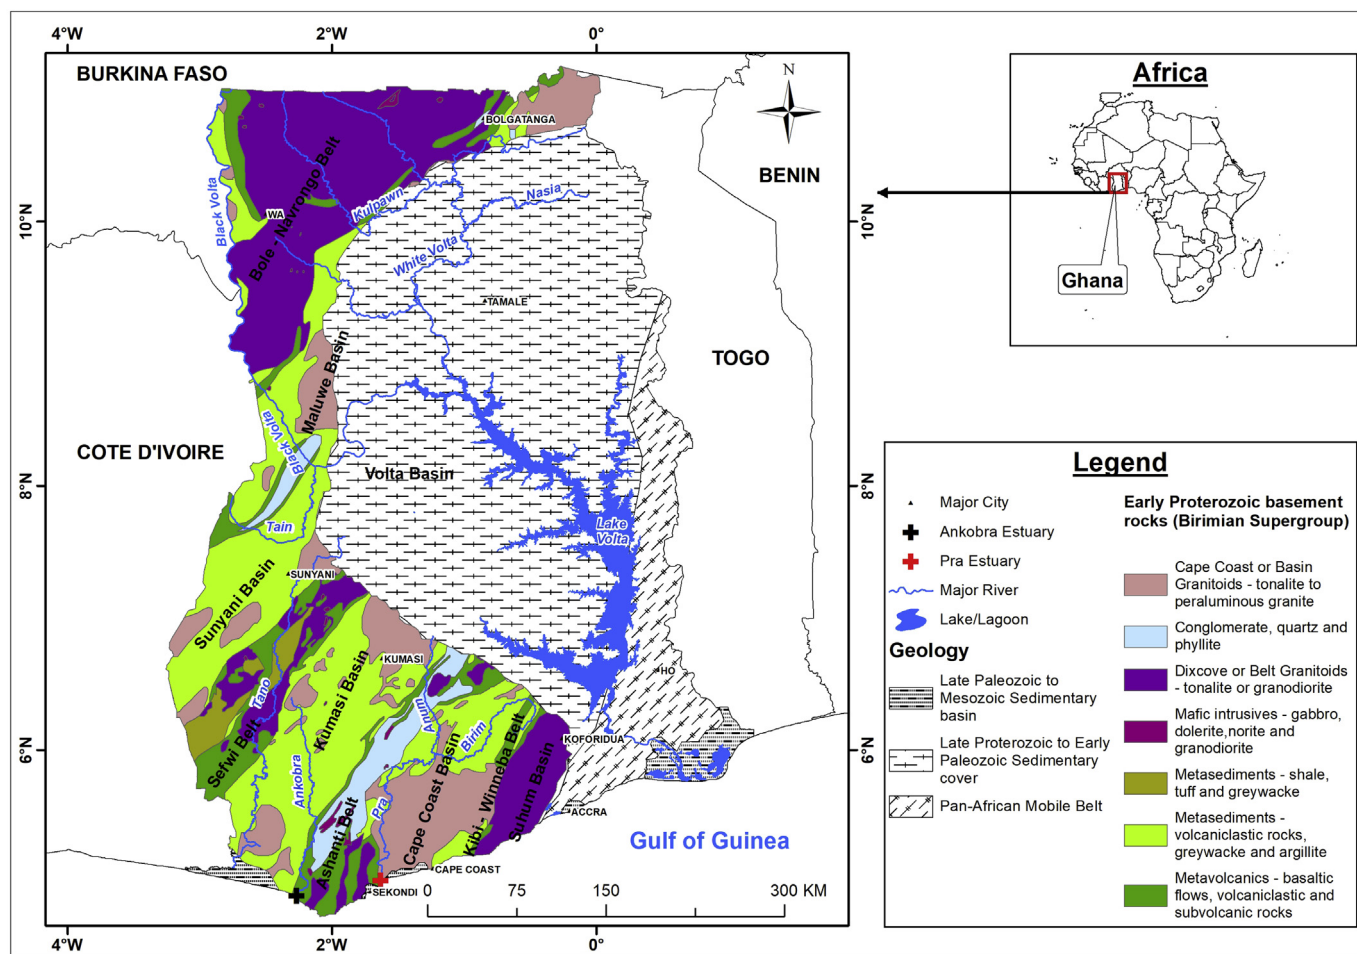 4°W
2°W
0°
BURKINA FASO
N
BOLGATANGA
BENIN
10°N
10°N
Black Volta
WA
Bole - Navrongo Belt
Kulpawn
Nasia
White Volta
TAMALE
TOGO
Maluwe Basin
COTE D'IVOIRE
Black Volta
Volta Basin
8°N
8°N
Tain
Lake
Volta
SUNYANI
Sunyani Basin
KUMASI
HO
Tano
Kumasi Basin
Anum
Birim
Sefwi Belt
6°N
6°N
KOFORIDUA
Ankobra
Pra
Cape Coast Basin
Kibi - Winneba Belt
Suhum Basin
Ashanti Belt
ACCRA
Gulf of Guinea
CAPE COAST
SEKONDI
0
75
150
300 KM
4°W
2°W
0°
Africa
Ghana
Legend
Major City
Ankobra Estuary
Pra Estuary
Major River
Lake/Lagoon
Geology
Late Paleozoic to
Mesozoic Sedimentary
basin
Late Proterozoic to Early
Paleozoic Sedimentary
cover
Pan-African Mobile Belt
Early Proterozoic basement
rocks (Birimian Supergroup)
Cape Coast or Basin
Granitoids - tonalite to
peraluminous granite
Conglomerate, quartz and
phyllite
Dixcove or Belt Granitoids
- tonalite or granodiorite
Mafic intrusives - gabbro,
dolerite,norite and
granodiorite
Metasediments - shale,
tuff and greywacke
Metasediments -
volcaniclastic rocks,
greywacke and argillite
Metavolcanics - basaltic
flows, volcaniclastic and
subvolcanic rocks